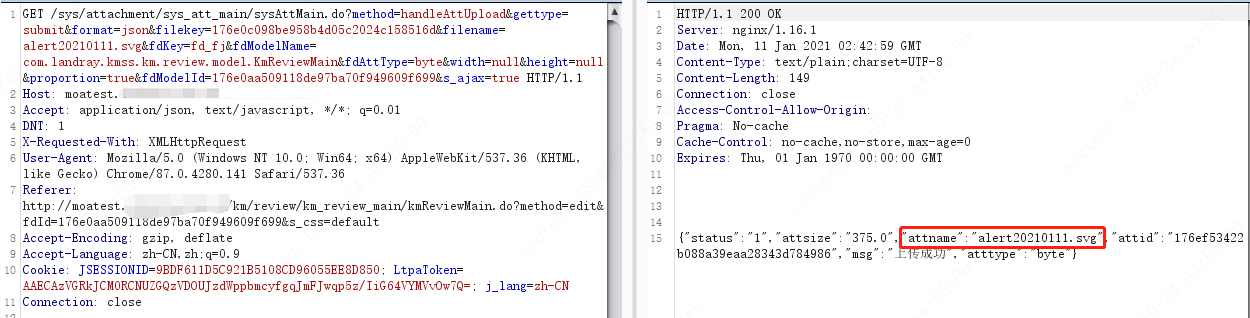 1 GET /sys/attachment/sys_att_main/sysAttMain.do?method=handleAttUpload&gettype=
submit&format=json&filekey=176e0c098be958b4d05c2024c158516d&filename=
alert20210111.svg&fdKey=fd_fj&fdModelName=
com.landray.kmss.km.review.model.KmReviewMain&fdAttType=byte&width=null&height=null
&proportion=true&fdModelId=176e0aa509118de97ba70f949609f699&s_ajax=true HTTP/1.1
2 Host: moatest.
3 Accept: application/json, text/javascript, */*; q=0.01
4 DNT: 1
5 X-Requested-With: XMLHttpRequest
6 User-Agent: Mozilla/5.0 (Windows NT 10.0; Win64; x64) AppleWebKit/537.36 (KHTML,
like Gecko) Chrome/87.0.4280.141 Safari/537.36
7 Referer:
http://moatest. /km/review/km_review_main/kmReviewMain.do?method=edit&
fdId=176e0aa509118de97ba70f949609f699&s_css=default
8 Accept-Encoding: gzip, deflate
9 Accept-Language: zh-CN,zh;q=0.9
10 Cookie: JSESSIONID=9BDF611D5C921B5108CD96055EE8D850; LtpaToken=
AAECAzVGRkJCM0RCNUZGQzVDOUJzdWppbmcyfgqJmFJwqp5z/IiG64VYMVvOw7Q=; j_lang=zh-CN
11 Connection: close
1 HTTP/1.1 200 OK
2 Server: nginx/1.16.1
3 Date: Mon, 11 Jan 2021 02:42:59 GMT
4 Content-Type: text/plain;charset=UTF-8
5 Content-Length: 149
6 Connection: close
7 Access-Control-Allow-Origin:
8 Pragma: No-cache
9 Cache-Control: no-cache,no-store,max-age=0
10 Expires: Thu, 01 Jan 1970 00:00:00 GMT
11
12
13
14
15 {"status":"1","attsize":"375.0","attname":"alert20210111.svg","attid":"176ef53422
b088a39eaa28343d784986","msg":"上传成功","atttype":"byte"}